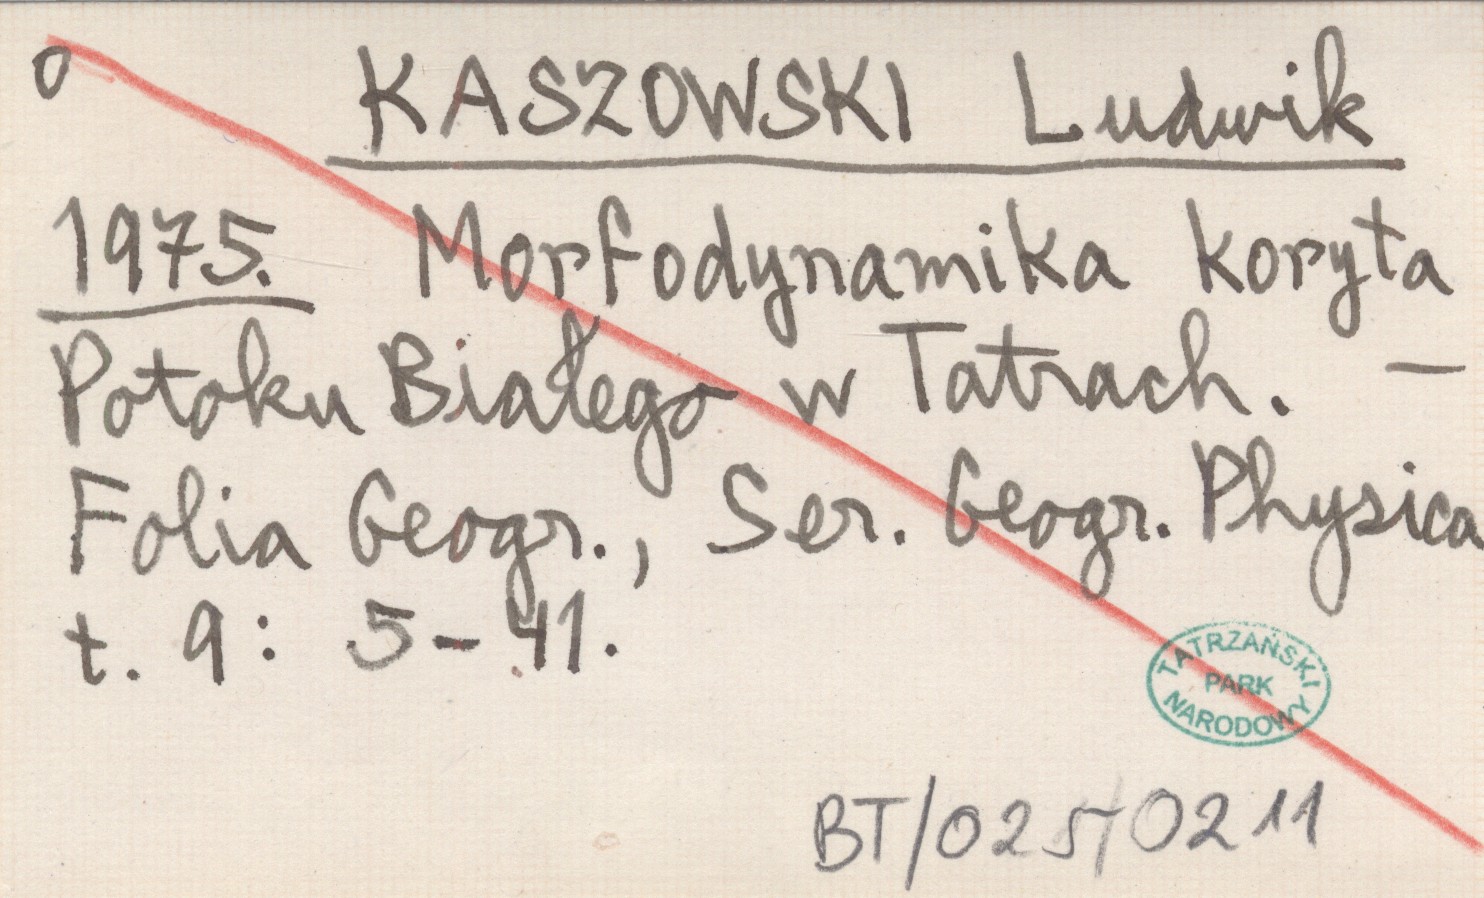 o KASZOWSKI Ludwik
1975. Morfodynamika koryta
Potoku Białego w Tatrach. —
Folia Geogr., Ser. Geogr. Physica
t. 9: 5-41.
TATRZAŃSKI
PARK
NARODOWY
BT/025/0211